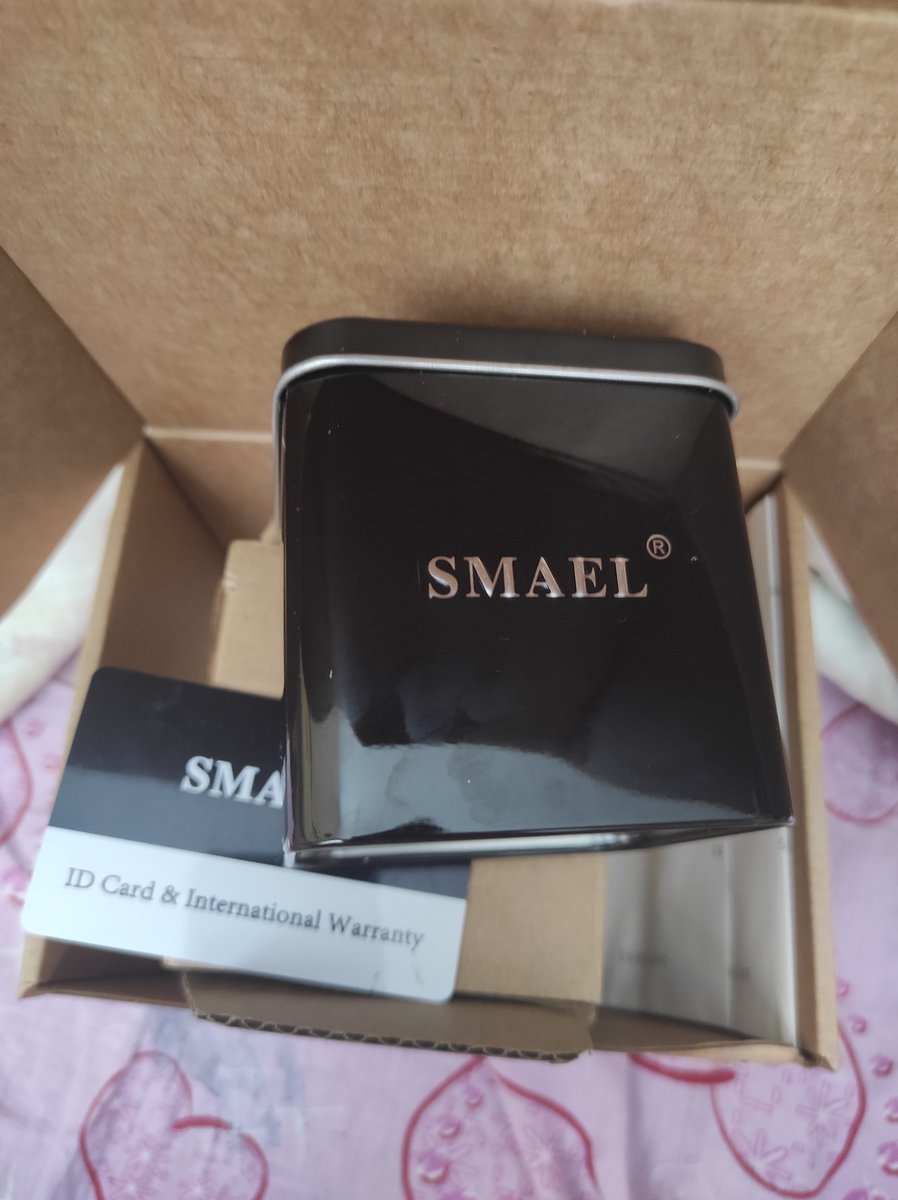 SMAEL®
SMA
ID Card & International Warranty